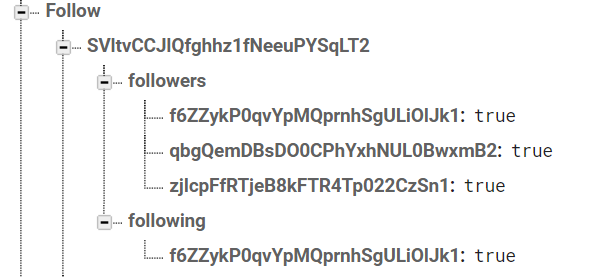 Follow
SVltvCCJlQfghhz1fNeeuPYSqLT2
followers
f6ZZykP0qvYpMQprnhSgULiOlJk1: true
qbgQemDBsDO0CPhYxhNUL0BwxmB2: true
zjlcpFfRTjeB8kFTR4Tp022CzSn1: true
following
f6ZZykP0qvYpMQprnhSgULiOlJk1: true